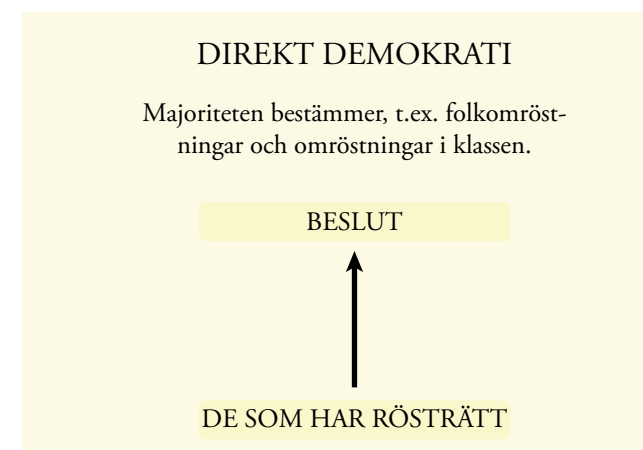 DIREKT DEMOKRATI
Majoriteten bestämmer, t.ex. folkomröst-
ningar och omröstningar i klassen.
BESLUT
DE SOM HAR RÖSTRÄTT